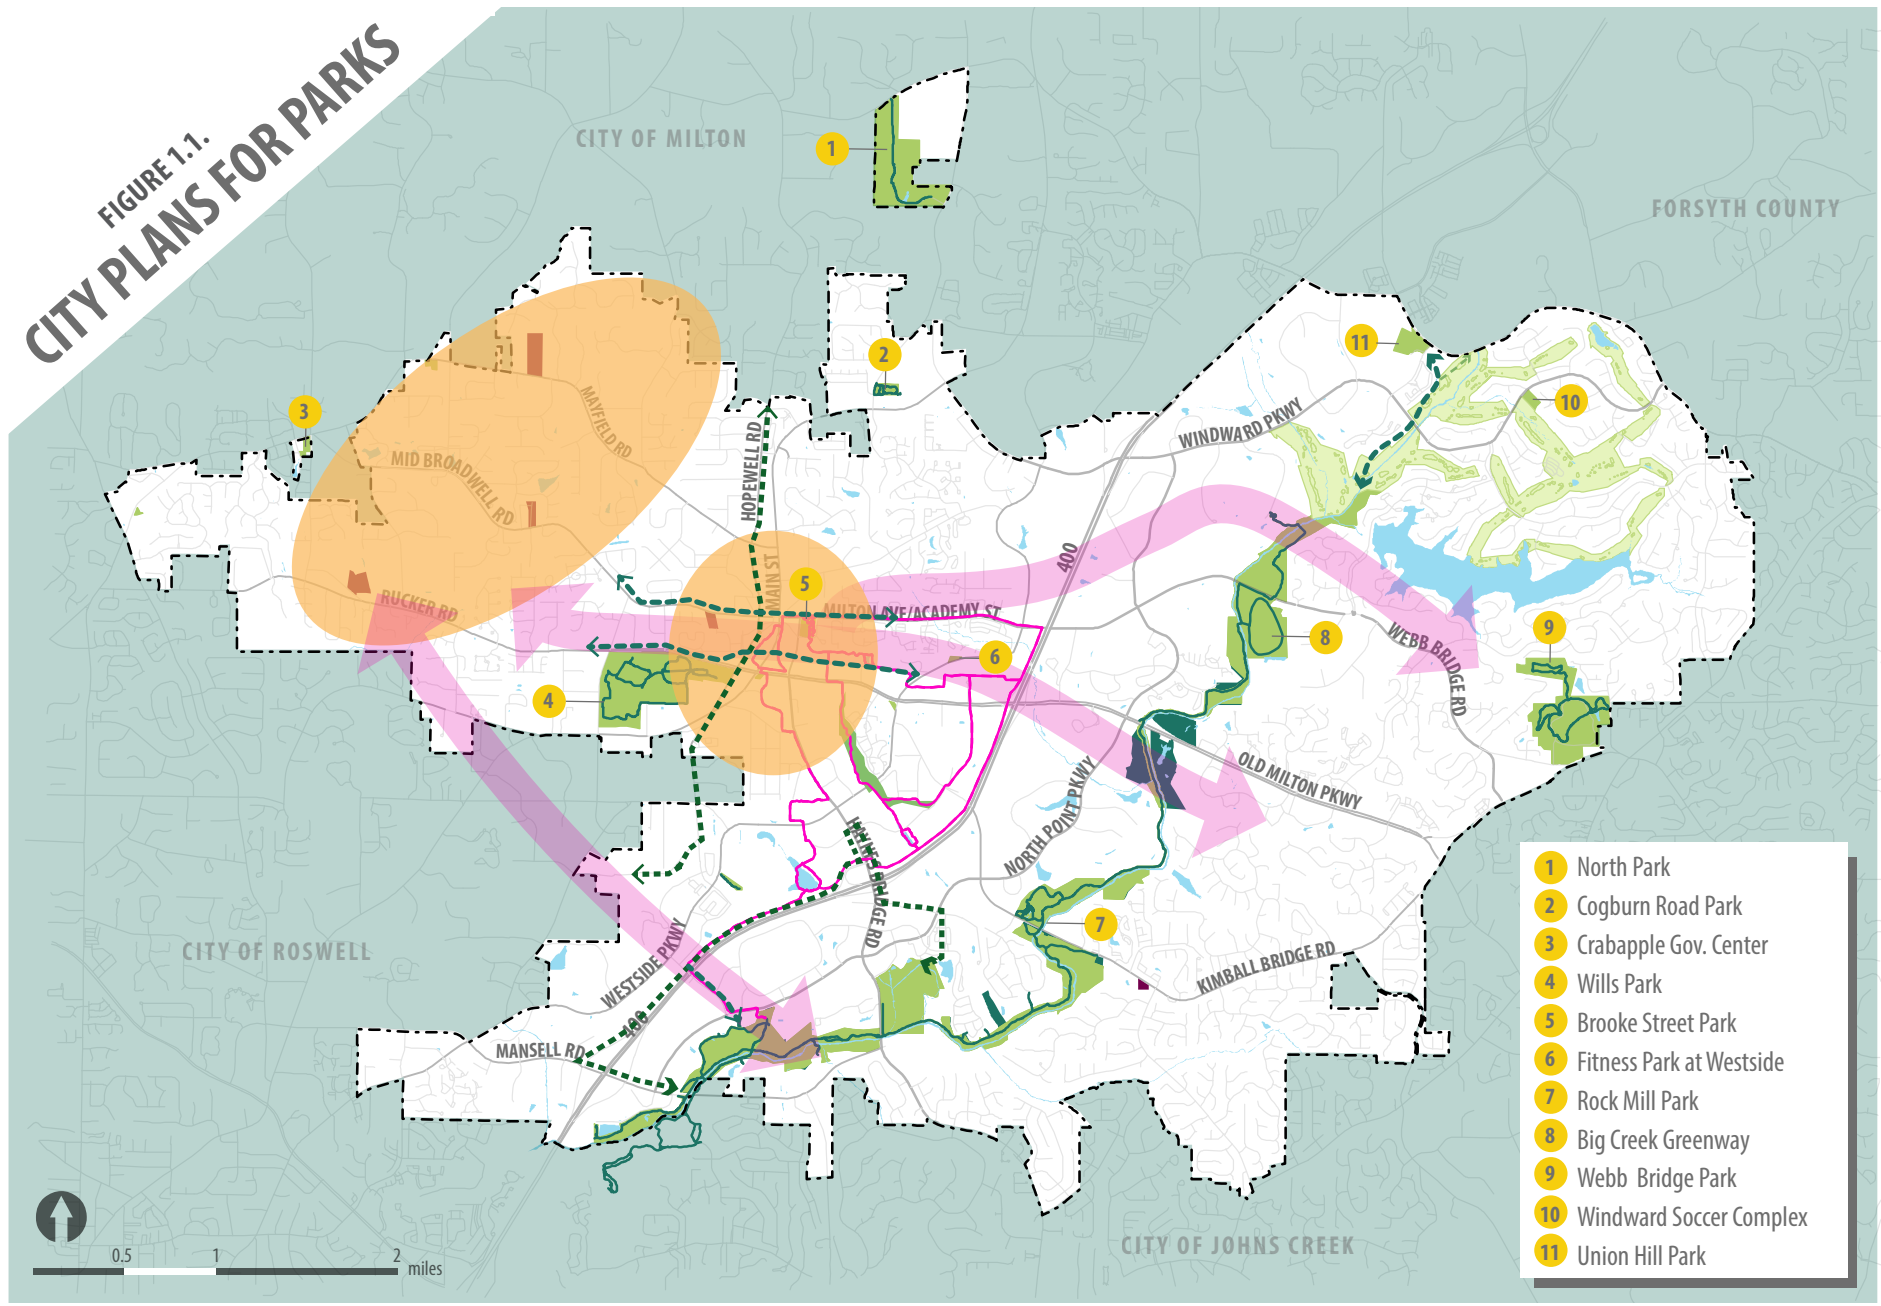 FIGURE 1.1.
CITY PLANS FOR PARKS
CITY OF MILTON
FORSYTH COUNTY
CITY OF ROSWELL
CITY OF JOHNS CREEK
1
2
3
4
5
6
7
8
9
10
11
MAYFIELD RD
MID BROADWELL RD
RUCKER RD
HOPEWELL RD
MAIN ST
MILTON AVE/ACADEMY ST
400
WINDWARD PKWY
WEBB BRIDGE RD
OLD MILTON PKWY
NORTH POINT PKWY
HAYNES BRIDGE RD
KIMBALL BRIDGE RD
WESTSIDE PKWY
400
MANSELL RD
0.5 1 2
miles
1 North Park
2 Cogburn Road Park
3 Crabapple Gov. Center
4 Wills Park
5 Brooke Street Park
6 Fitness Park at Westside
7 Rock Mill Park
8 Big Creek Greenway
9 Webb Bridge Park
10 Windward Soccer Complex
11 Union Hill Park